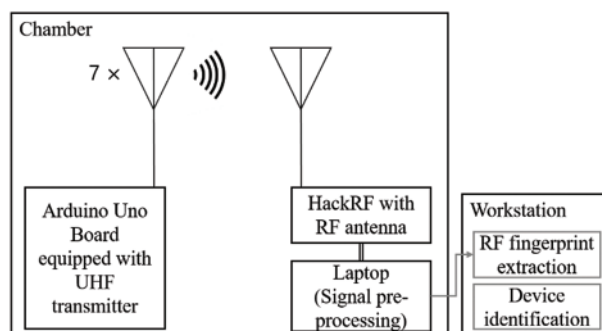 Chamber
7 ×
Arduino Uno
Board
equipped with
UHF
transmitter
HackRF with
RF antenna
Laptop
(Signal pre-
processing)
Workstation
RF fingerprint
extraction
Device
identification